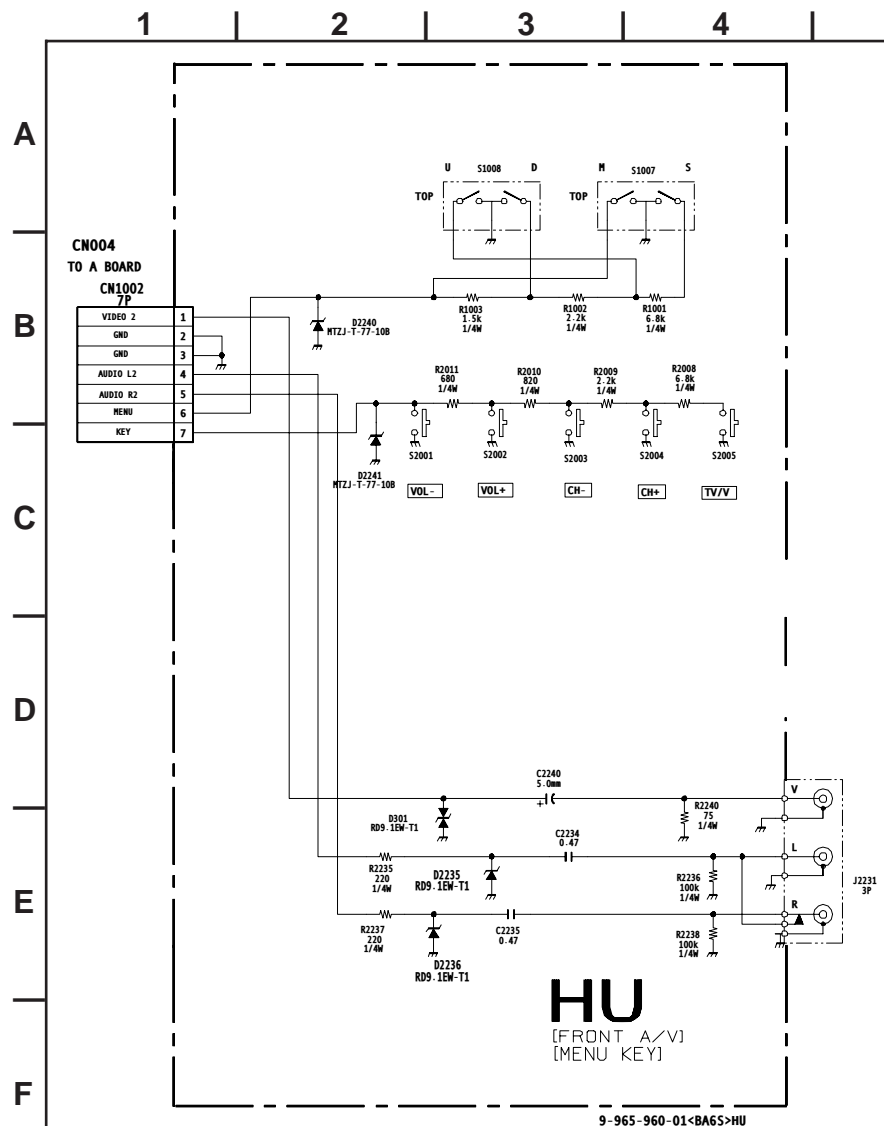 1 2 3 4
A
U S1008 D M S1007 S
TOP TOP
CN004
TO A BOARD
CN1002
7P
B
VIDEO 2 1
GND 2
GND 3
AUDIO L2 4
AUDIO R2 5
MENU 6
KEY 7
D2240
MTZJ-T-77-10B
R1003
1.5k
1/4W
R1002
2.2k
1/4W
R1001
6.8k
1/4W
R2011
680
1/4W
R2010
820
1/4W
R2009
2.2k
1/4W
R2008
6.8k
1/4W
D2241
MTZJ-T-77-10B
S2001 S2002 S2003 S2004 S2005
C
VOL- VOL+ CH- CH+ TV/V
D
C2240
5.0mm
+
V
D301
RD9.1EW-T1
R2240
75
1/4W
C2234
0.47
L
R2235
220
1/4W
D2235
RD9.1EW-T1
R2236
100k
1/4W
J2231
3P
E
R
R2237
220
1/4W
C2235
0.47
R2238
100k
1/4W
D2236
RD9.1EW-T1
HU
[FRONT A/V]
[MENU KEY]
F
9-965-960-01<BA6S>HU